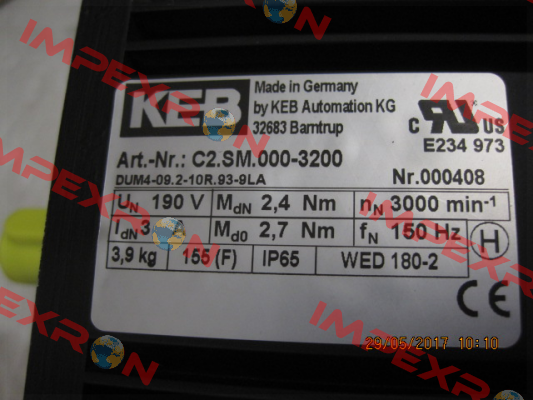 KEB
Made in Germany
by KEB Automation KG
32683 Barntrup
C US
E234 973
Art.-Nr.: C2.SM.000-3200
DUM4-09.2-10R.93-9LA
Nr.000408
UN 190 V
MdN 2,4 Nm
nN 3000 min-1
IdN 3
Md0 2,7 Nm
fN 150 Hz
H
3,9 kg
155 (F)
IP65
WED 180-2
CE
29/05/2017 10:10
IMPEXRON
IMPEXRON
IMPEXRON